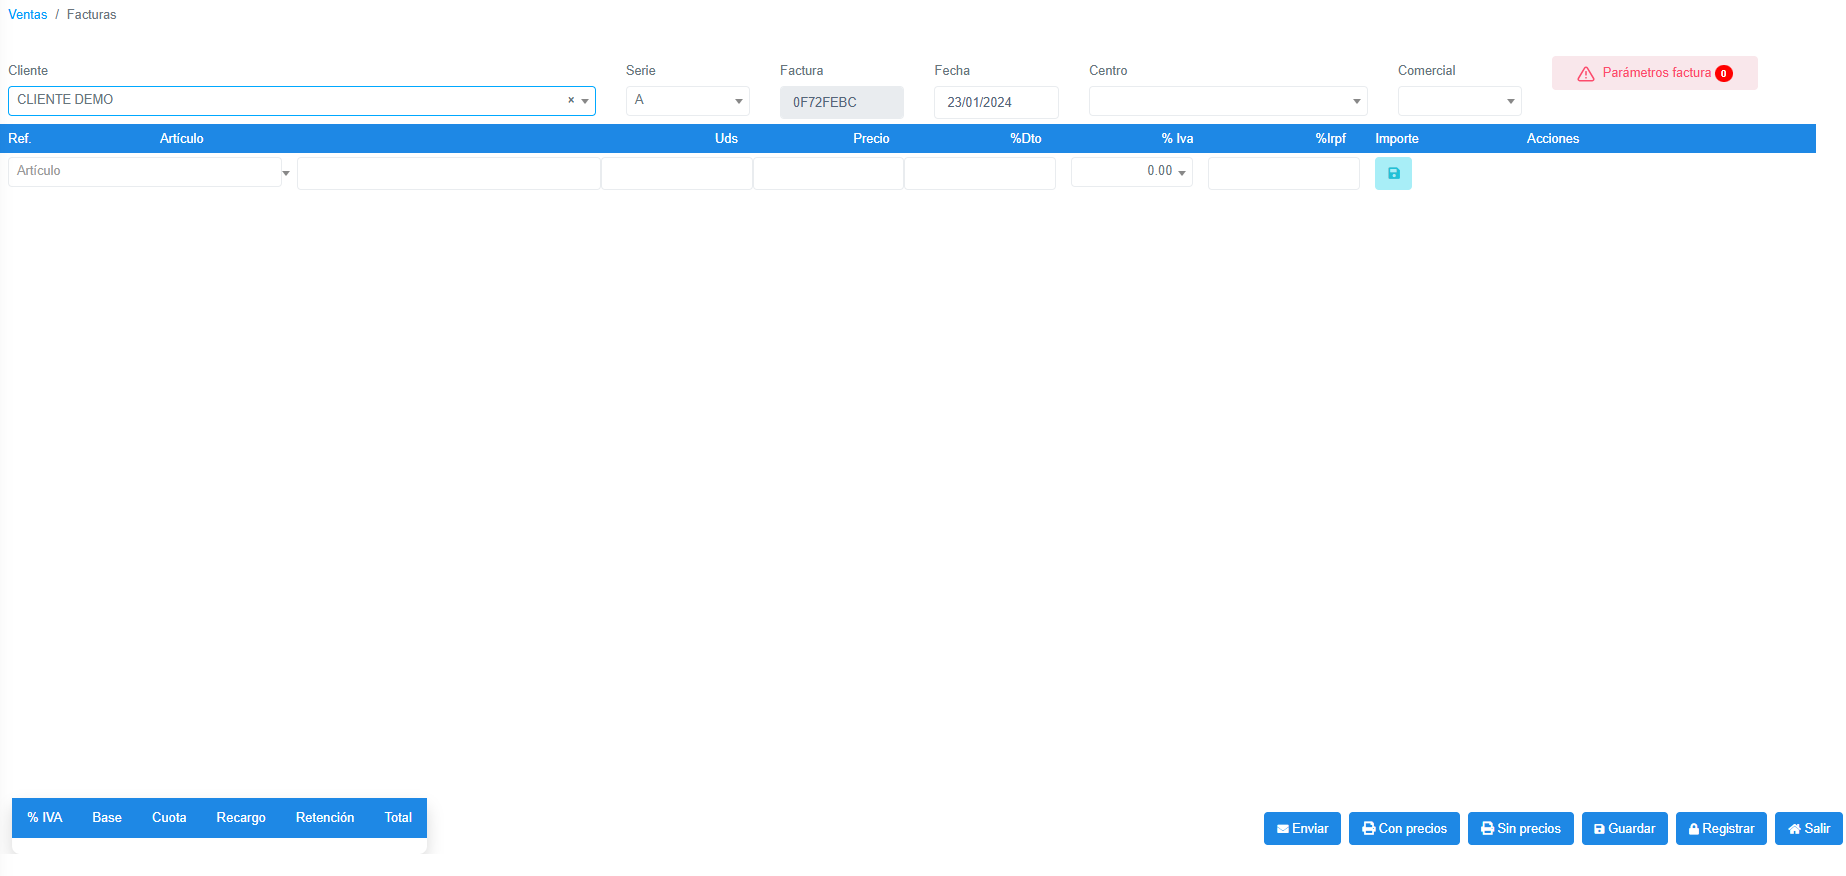 Ventas / Facturas
Cliente Serie Factura Fecha Centro Comercial Parámetros factura 0
CLIENTE DEMO × A 0F72FEBC 23/01/2024
Ref. Artículo Uds Precio %Dto % Iva %Irpf Importe Acciones
Artículo 0.00
% IVA Base Cuota Recargo Retención Total
Enviar Con precios Sin precios Guardar Registrar Salir